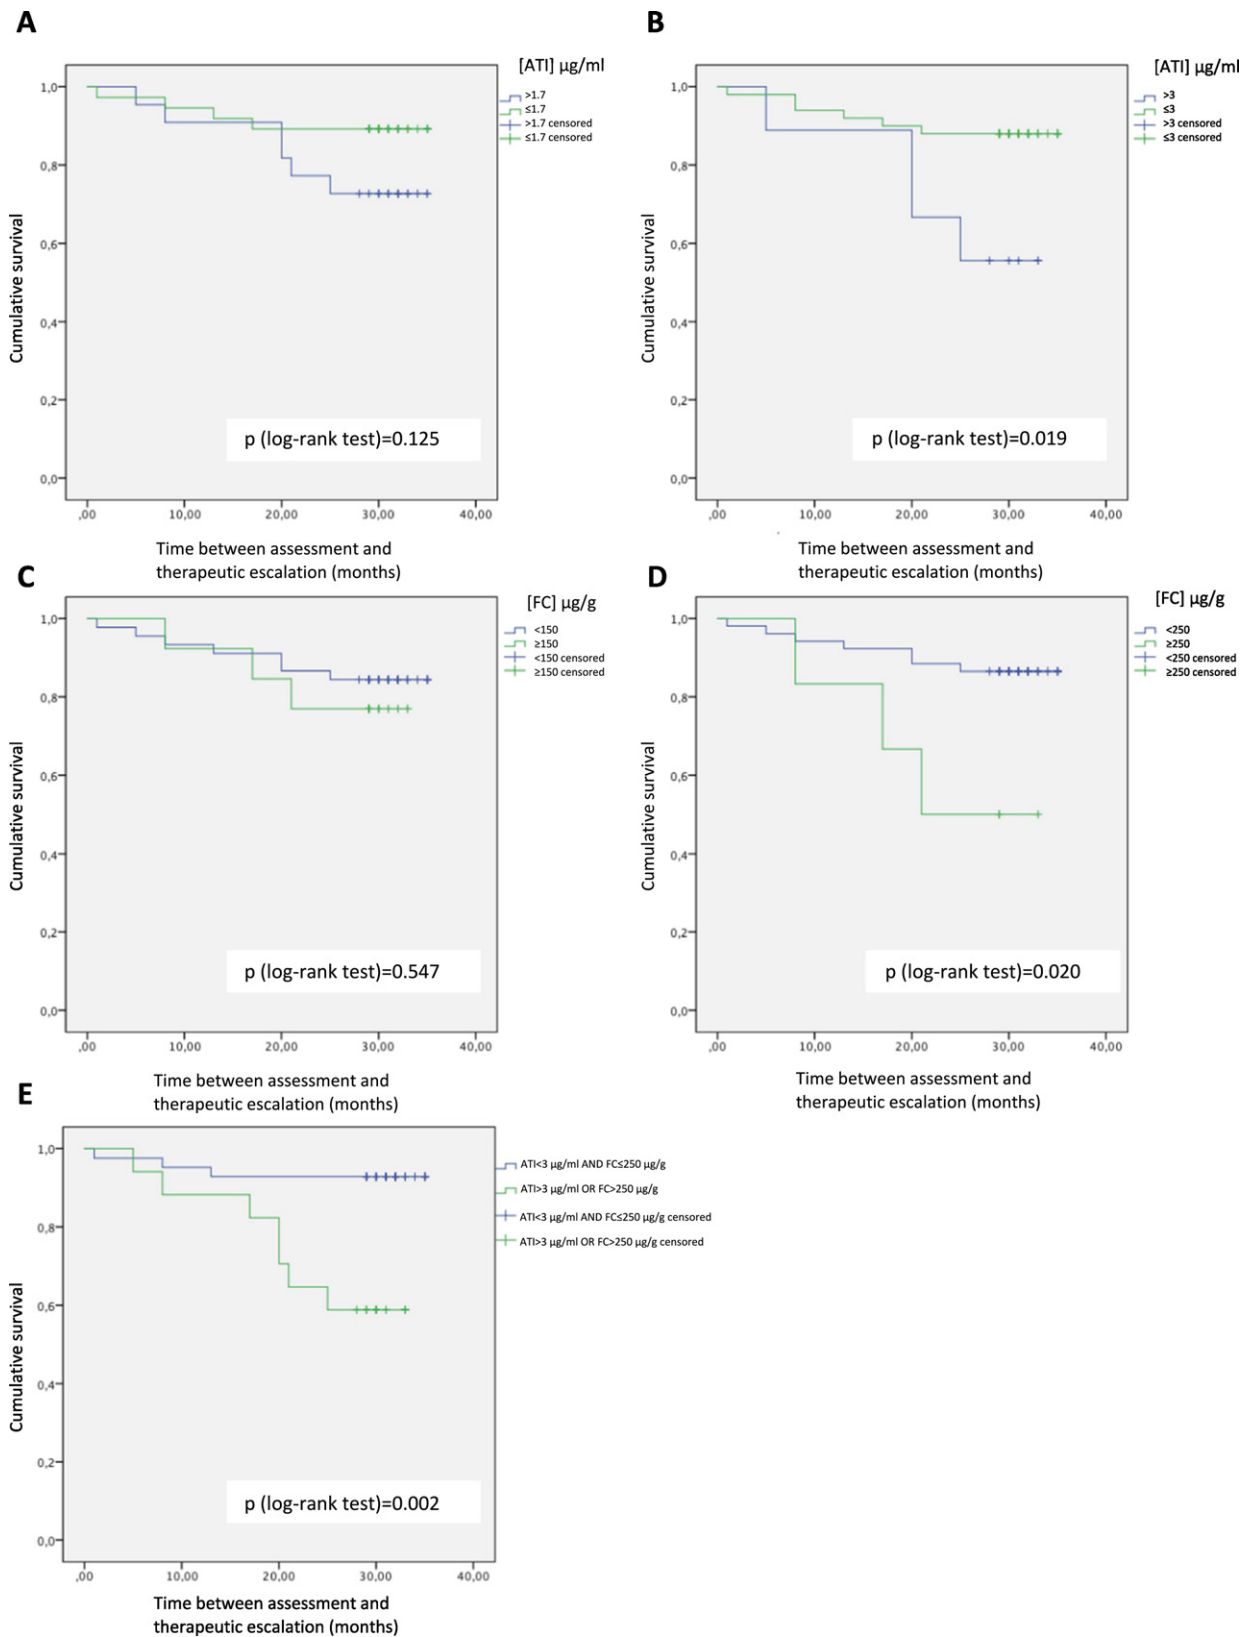 A
[ATI] µg/ml
>1.7
≤1.7
>1.7 censored
≤1.7 censored
Cumulative survival
1,0
0,8
0,6
0,4
0,2
0,0
p (log-rank test)=0.125
,00 10,00 20,00 30,00 40,00
Time between assessment and
therapeutic escalation (months)
B
[ATI] µg/ml
>3
≤3
>3 censored
≤3 censored
Cumulative survival
1,0
0,8
0,6
0,4
0,2
0,0
p (log-rank test)=0.019
,00 10,00 20,00 30,00 40,00
Time between assessment and
therapeutic escalation (months)
C
[FC] µg/g
<150
≥150
<150 censored
≥150 censored
Cumulative survival
1,0
0,8
0,6
0,4
0,2
0,0
p (log-rank test)=0.547
,00 10,00 20,00 30,00 40,00
Time between assessment and
therapeutic escalation (months)
D
[FC] µg/g
<250
≥250
<250 censored
≥250 censored
Cumulative survival
1,0
0,8
0,6
0,4
0,2
0,0
p (log-rank test)=0.020
,00 10,00 20,00 30,00 40,00
Time between assessment and
therapeutic escalation (months)
E
ATI<3 µg/ml AND FC≤250 µg/g
ATI>3 µg/ml OR FC>250 µg/g
ATI<3 µg/ml AND FC≤250 µg/g censored
ATI>3 µg/ml OR FC>250 µg/g censored
Cumulative survival
1,0
0,8
0,6
0,4
0,2
0,0
p (log-rank test)=0.002
,00 10,00 20,00 30,00 40,00
Time between assessment and
therapeutic escalation (months)